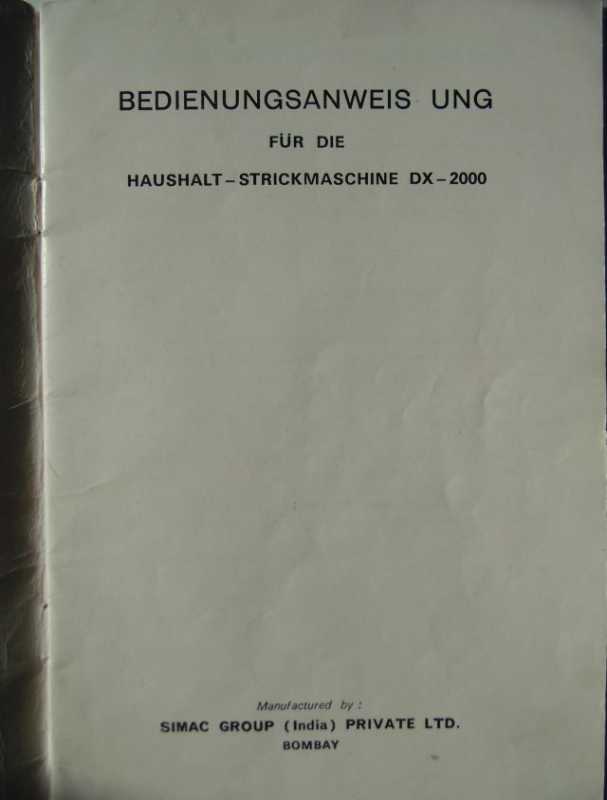 BEDIENUNGSANWEIS UNG
FÜR DIE
HAUSHALT – STRICKMASCHINE DX – 2000
Manufactured by :
SIMAC GROUP (India) PRIVATE LTD.
BOMBAY